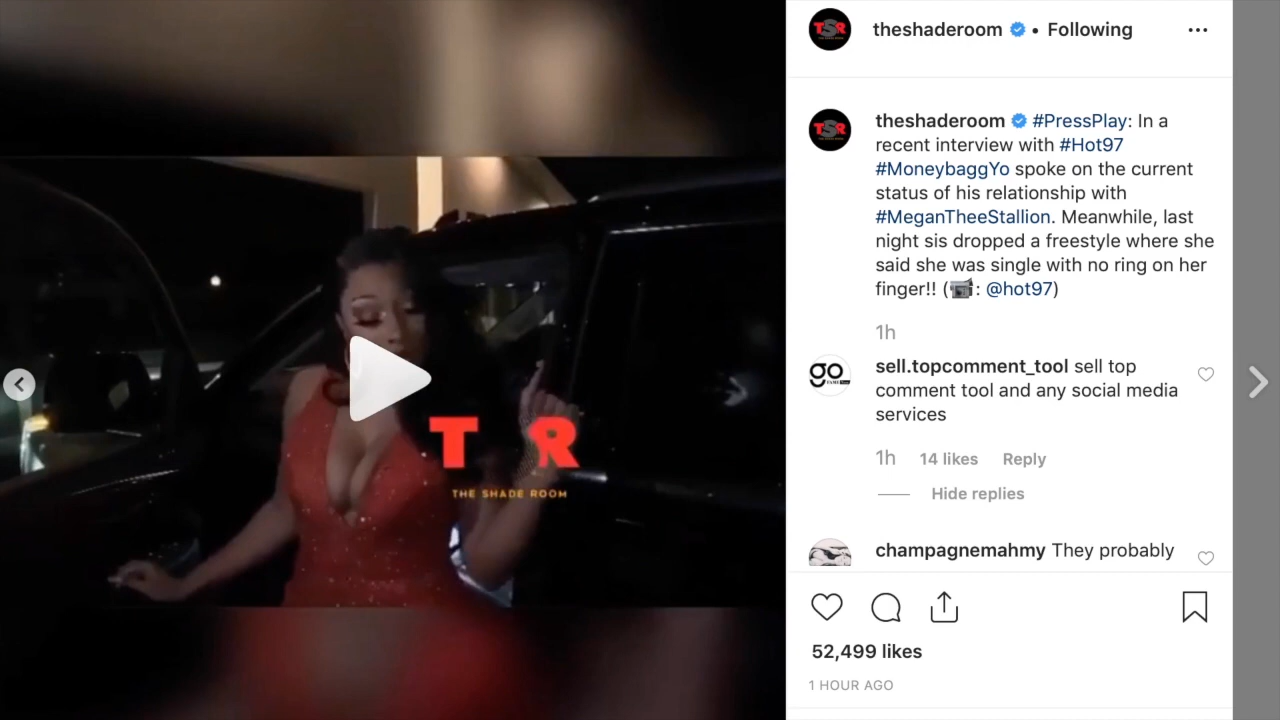 T R
THE SHADE ROOM
TSR
theshaderoom • Following
TSR
theshaderoom #PressPlay: In a
recent interview with #Hot97
#MoneybaggYo spoke on the current
status of his relationship with
#MeganTheeStallion. Meanwhile, last
night sis dropped a freestyle where she
said she was single with no ring on her
finger!! (📹: @hot97)
1h
go
sell.topcomment_tool sell top
comment tool and any social media
services
1h 14 likes Reply
Hide replies
champagnemahmy They probably
52,499 likes
1 HOUR AGO